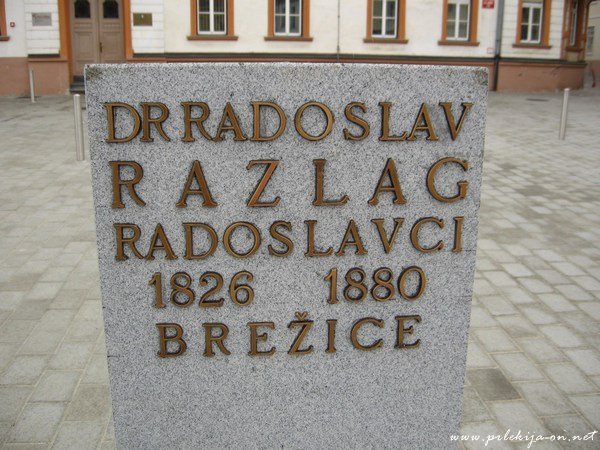 DR RADOSLAV
RAZLAG
RADOSLAVCI
1826 1880
BREŽICE
www.prlekija-on.net